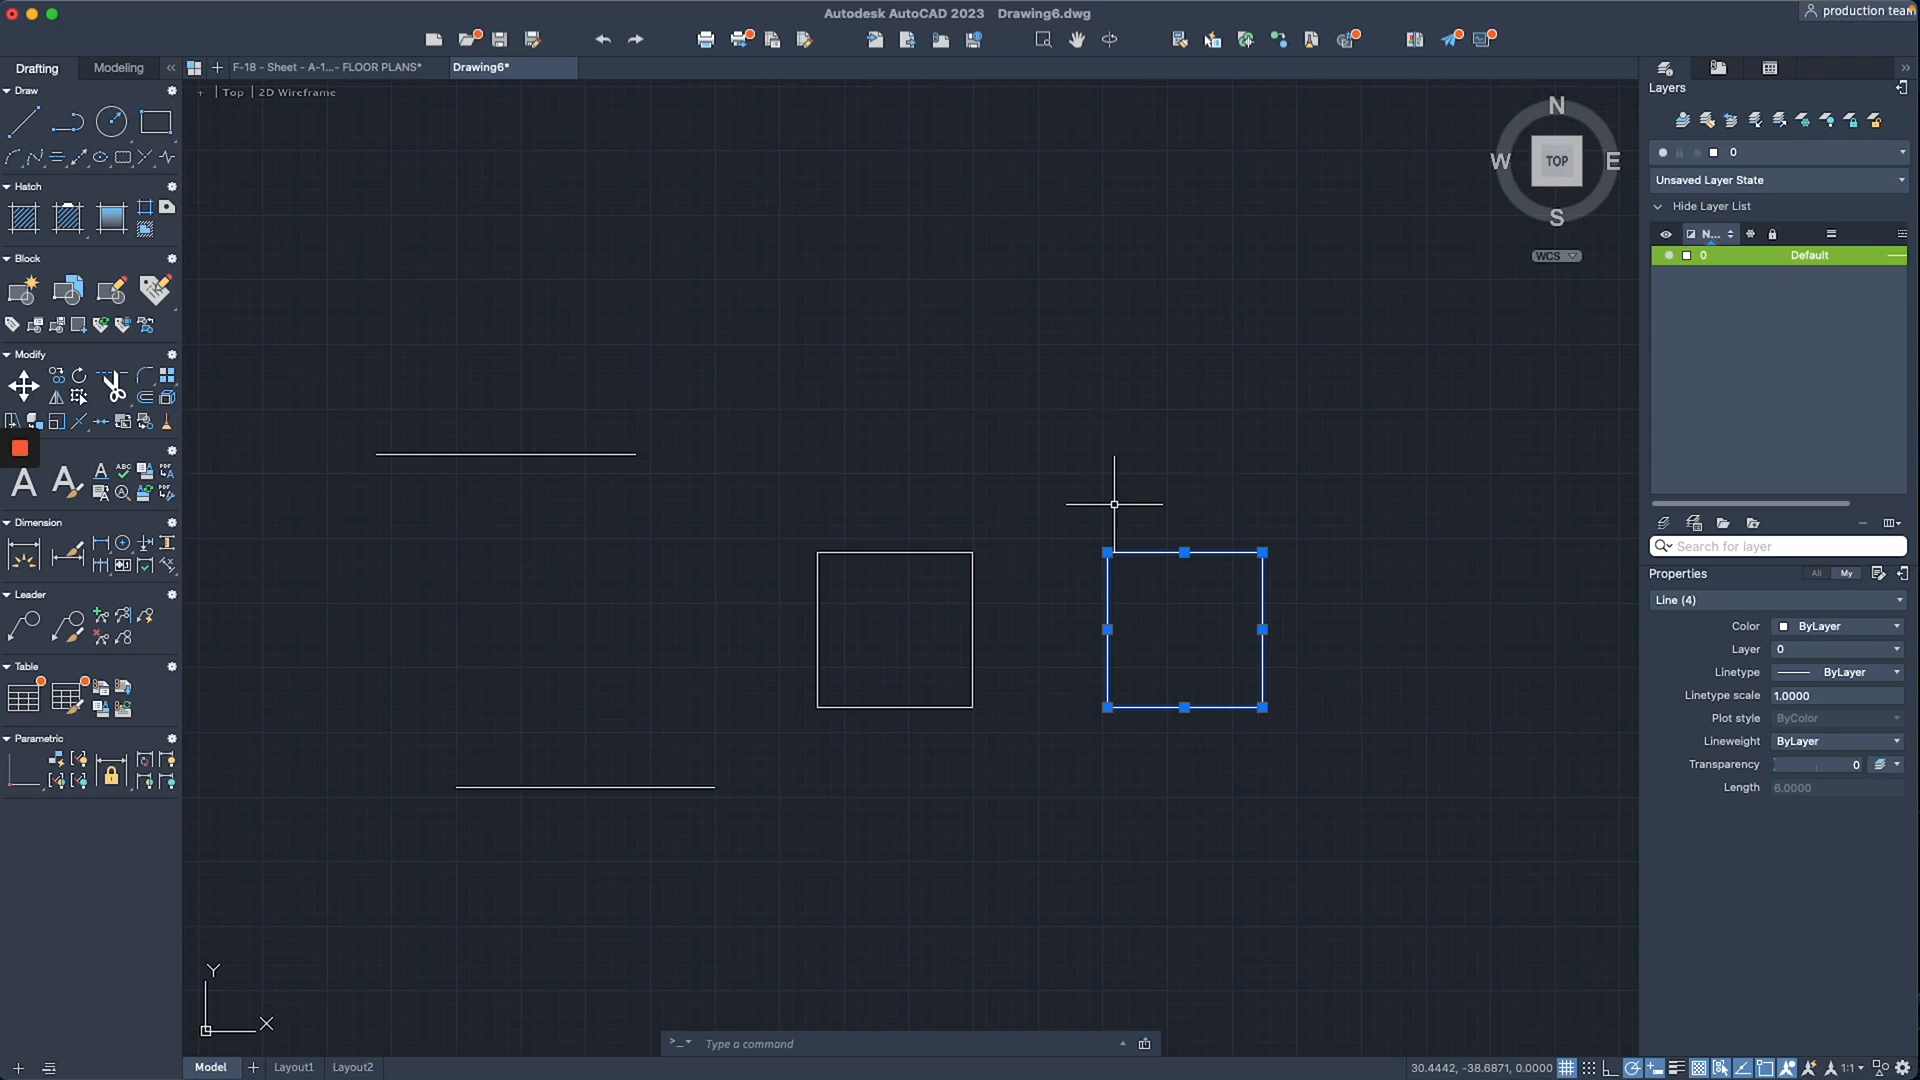 Autodesk AutoCAD 2023 Drawing6.dwg
production team
Drafting
Modeling
F-18 - Sheet - A-1...- FLOOR PLANS*
Drawing6*
Layers
+ | Top | 2D Wireframe
Draw
Hatch
Block
Modify
Dimension
Leader
Table
Parametric
N
W
TOP
E
S
WCS
0
Unsaved Layer State
Hide Layer List
N...
0 Default
Search for layer
Properties
All
My
Line (4)
Color ByLayer
Layer 0
Linetype ByLayer
Linetype scale 1.0000
Plot style ByColor
Lineweight ByLayer
Transparency 0
Length 6.0000
Y
X
>_ Type a command
Model
Layout1
Layout2
30.4442, -38.6871, 0.0000
1:1